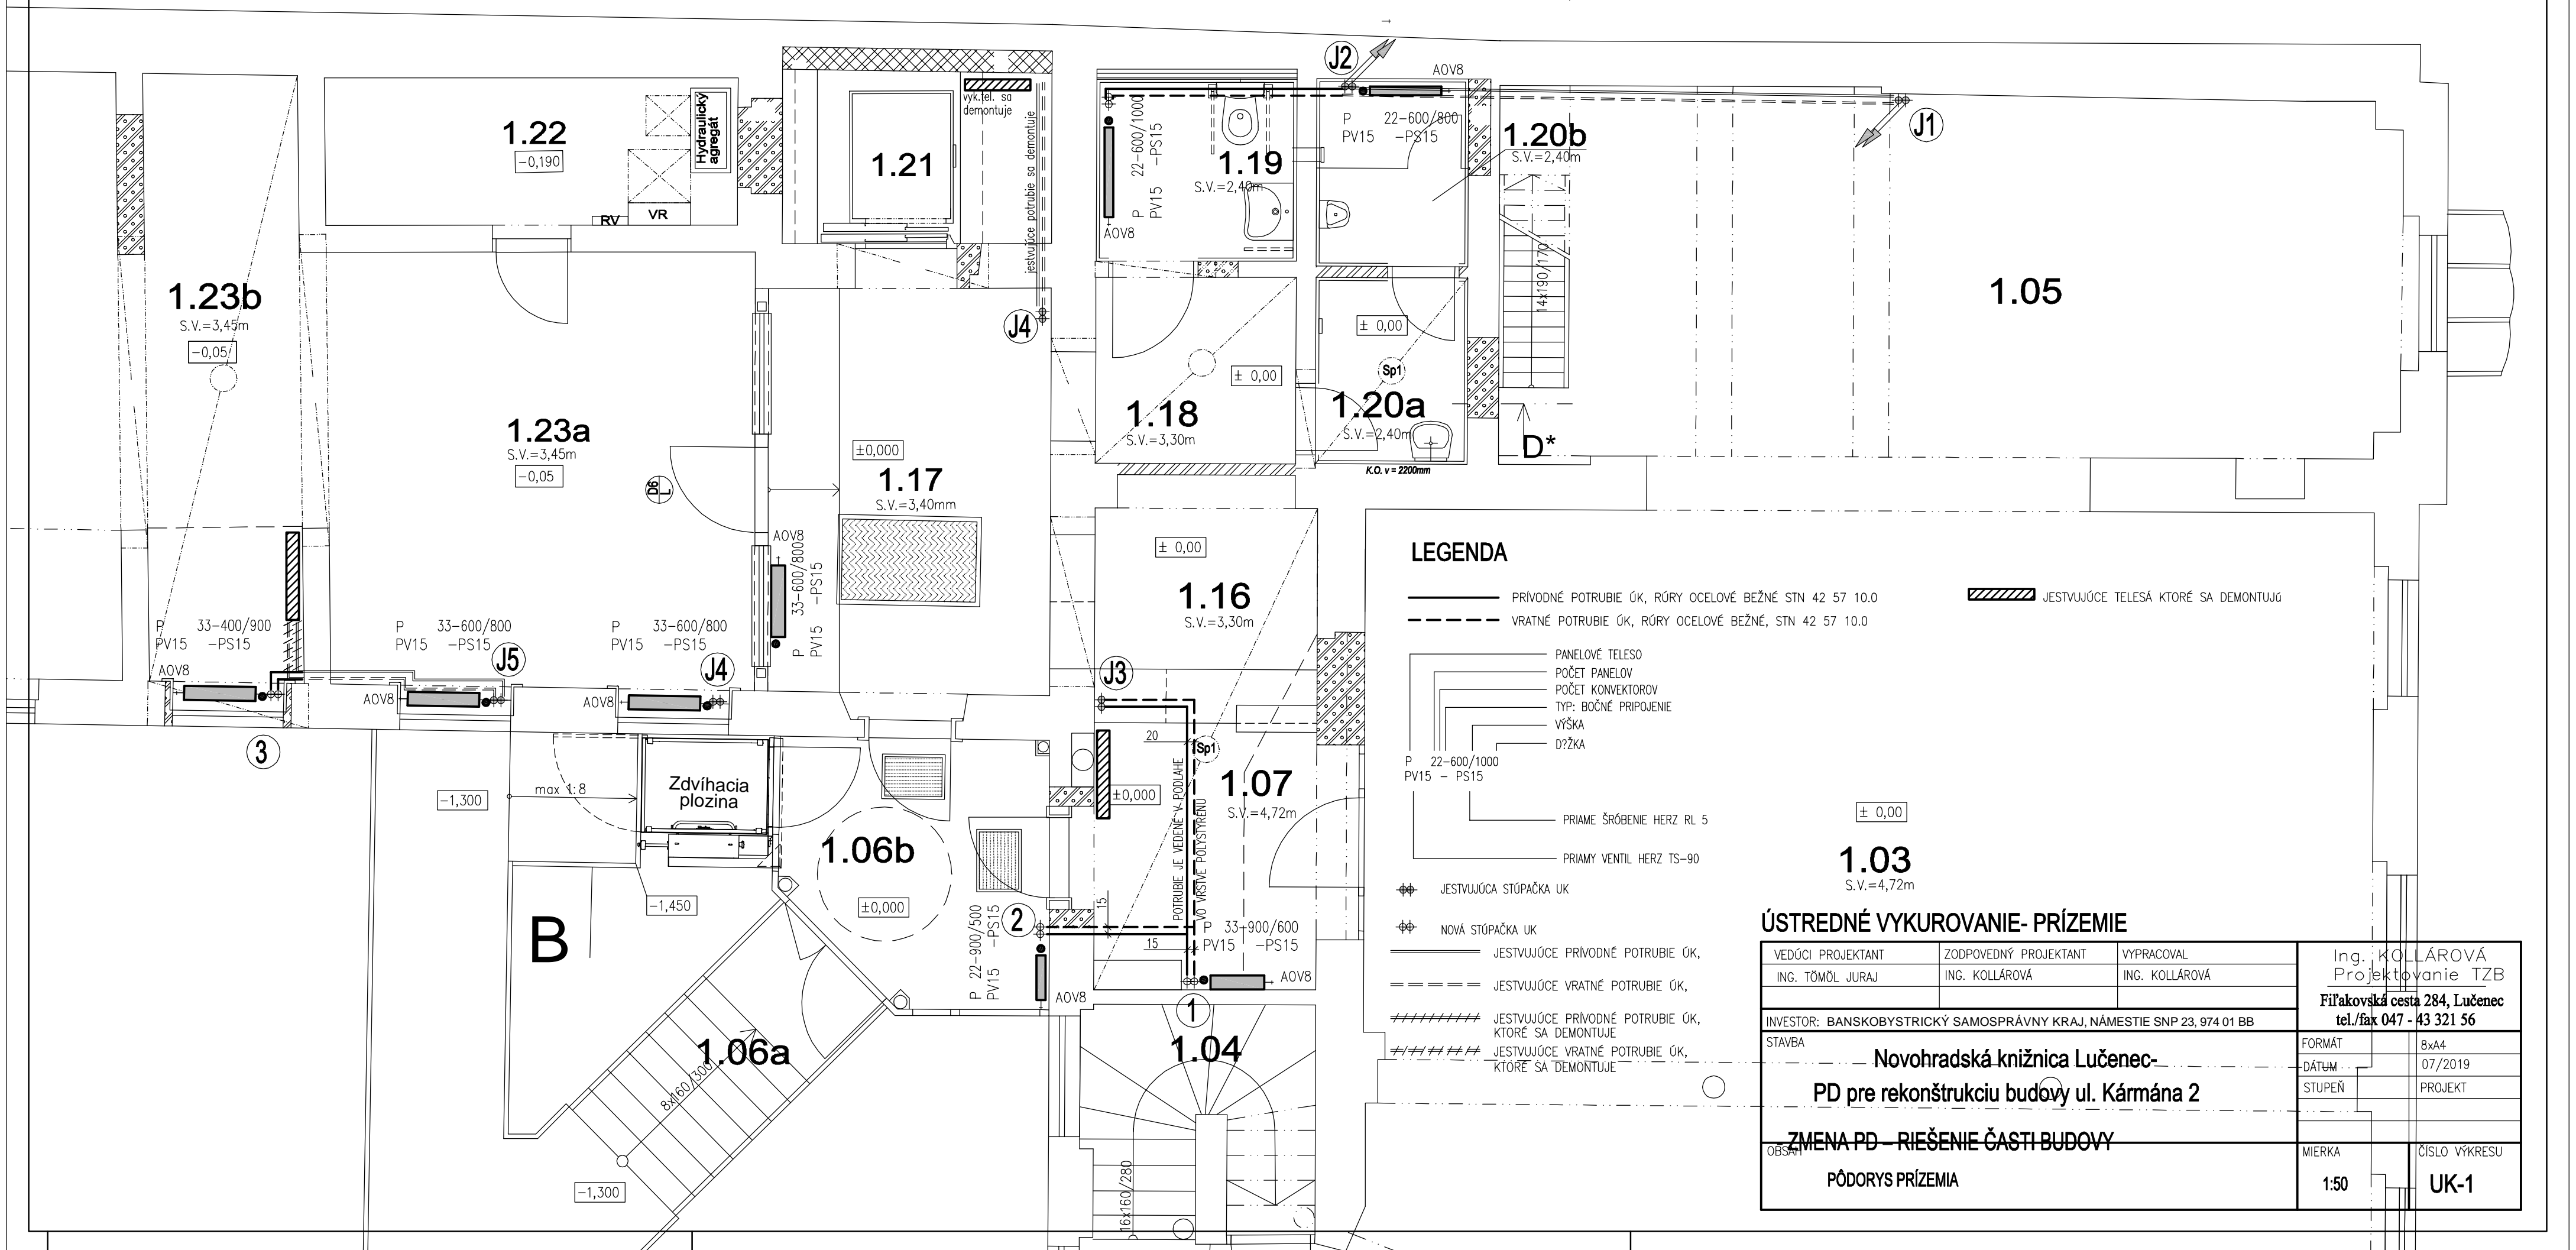 J2
AOV8
vyk.tel. sa
demontuje
jestvujúce potrubie sa demontuje
Hydraulický
agregát
1.22
-0,190
RV
VR
1.21
P 22-600/1000
PV15 -PS15
AOV8
1.19
S.V.=2,40m
P 22-600/800
PV15 -PS15
1.20b
S.V.=2,40m
J1
14x190/170
1.05
1.23b
S.V.=3,45m
-0,05
J4
± 0,00
± 0,00
Sp1
1.18
S.V.=3,30m
1.20a
S.V.=2,40m
K.O. v = 2200mm
D*
1.23a
S.V.=3,45m
-0,05
D6
L
±0,000
1.17
S.V.=3,40mm
AOV8
P 33-600/800
PV15 -PS15
± 0,00
1.16
S.V.=3,30m
P 33-400/900
PV15 -PS15
AOV8
P 33-600/800
PV15 -PS15
J5
AOV8
P 33-600/800
PV15 -PS15
J4
AOV8
J3
3
-1,300
max 1:8
Zdvíhacia
plozina
-1,450
B
1.06b
±0,000
20
Sp1
±0,000
1.07
S.V.=4,72m
POTRUBIE JE VEDENÉ V PODLAHE
VO VRSTVE POLYSTYRÉNU
15
15
2
P 22-900/500
PV15 -PS15
AOV8
P 33-900/600
PV15 -PS15
AOV8
1
1.04
1.06a
8x160/300
-1,300
16x160/280
LEGENDA
PRÍVODNÉ POTRUBIE ÚK, RÚRY OCELOVÉ BEŽNÉ STN 42 57 10.0
VRATNÉ POTRUBIE ÚK, RÚRY OCELOVÉ BEŽNÉ, STN 42 57 10.0
JESTVUJÚCE TELESÁ KTORÉ SA DEMONTUJú
PANELOVÉ TELESO
POČET PANELOV
POČET KONVEKTOROV
TYP: BOČNÉ PRIPOJENIE
VÝŠKA
D?ŽKA
P 22-600/1000
PV15 - PS15
PRIAME ŠRÓBENIE HERZ RL 5
PRIAMY VENTIL HERZ TS-90
JESTVUJÚCA STÚPAČKA UK
NOVÁ STÚPAČKA UK
JESTVUJÚCE PRÍVODNÉ POTRUBIE ÚK,
JESTVUJÚCE VRATNÉ POTRUBIE ÚK,
JESTVUJÚCE PRÍVODNÉ POTRUBIE ÚK,
KTORÉ SA DEMONTUJE
JESTVUJÚCE VRATNÉ POTRUBIE ÚK,
KTORÉ SA DEMONTUJE
± 0,00
1.03
S.V.=4,72m
ÚSTREDNÉ VYKUROVANIE- PRÍZEMIE
VEDÚCI PROJEKTANT
ZODPOVEDNÝ PROJEKTANT
VYPRACOVAL
ING. TÖMÖL JURAJ
ING. KOLLÁROVÁ
ING. KOLLÁROVÁ
Ing. KOLLÁROVÁ
Projektovanie TZB
Fiľakovská cesta 284, Lučenec
tel./fax 047 - 43 321 56
INVESTOR: BANSKOBYSTRICKÝ SAMOSPRÁVNY KRAJ, NÁMESTIE SNP 23, 974 01 BB
STAVBA
Novohradská knižnica Lučenec-
PD pre rekonštrukciu budovy ul. Kármána 2
- ZMENA PD - RIEŠENIE ČASTI BUDOVY
FORMÁT 8xA4
DÁTUM 07/2019
STUPEŇ PROJEKT
OBSAH
PÔDORYS PRÍZEMIA
MIERKA
1:50
ČÍSLO VÝKRESU
UK-1